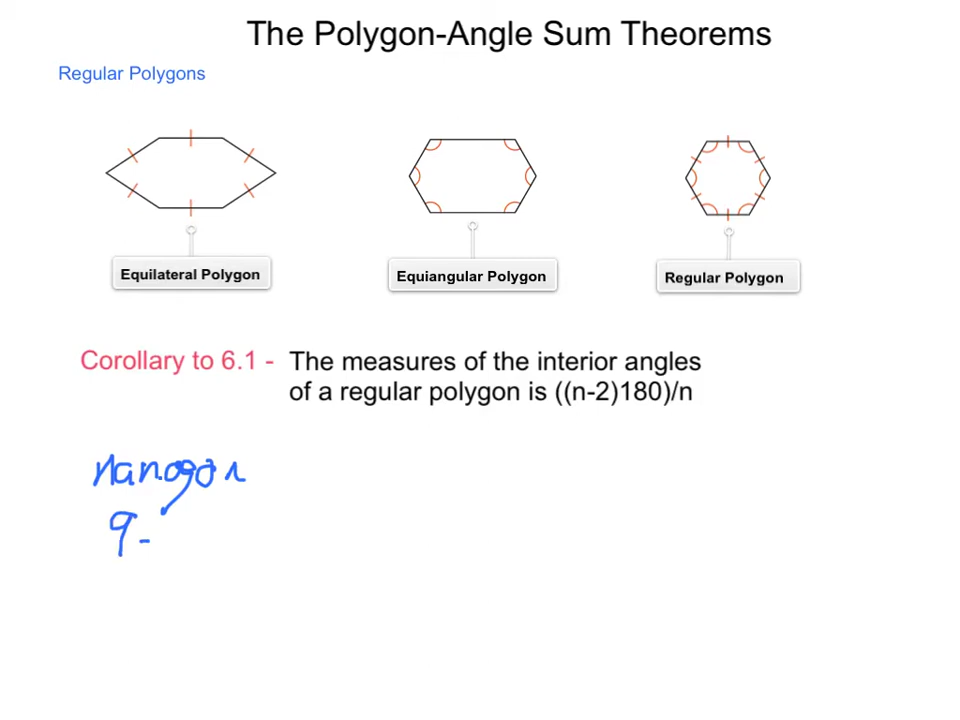 The Polygon-Angle Sum Theorems
Regular Polygons
Equilateral Polygon
Equiangular Polygon
Regular Polygon
Corollary to 6.1 - The measures of the interior angles
of a regular polygon is ((n-2)180)/n
nanogon
9-